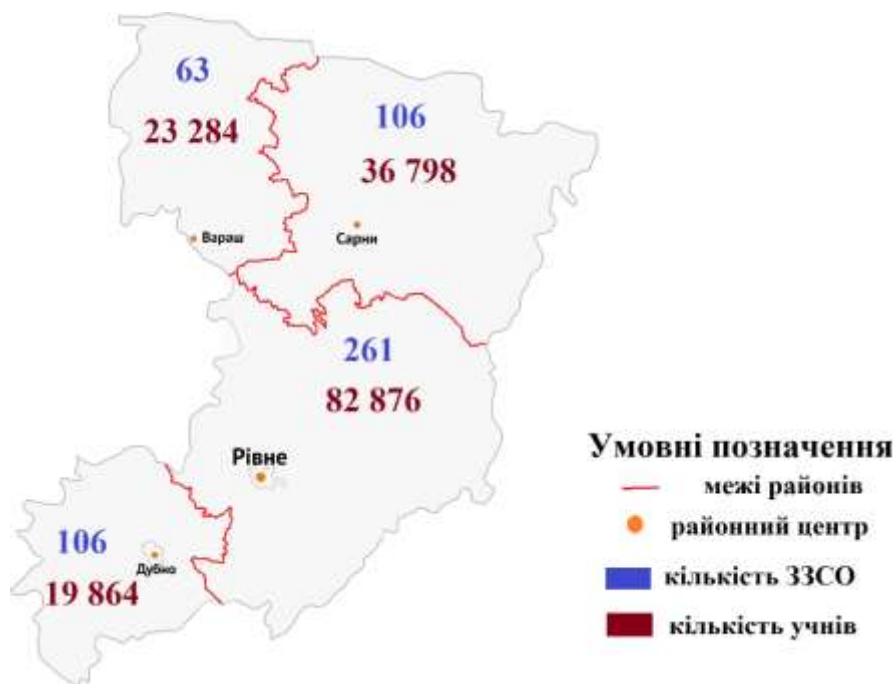 63
23 284
106
36 798
Вараш
Сарни
261
82 876
Рівне
106
Дубно
19 864
Умовні позначення
межі районів
районний центр
кількість ЗЗСО
кількість учнів